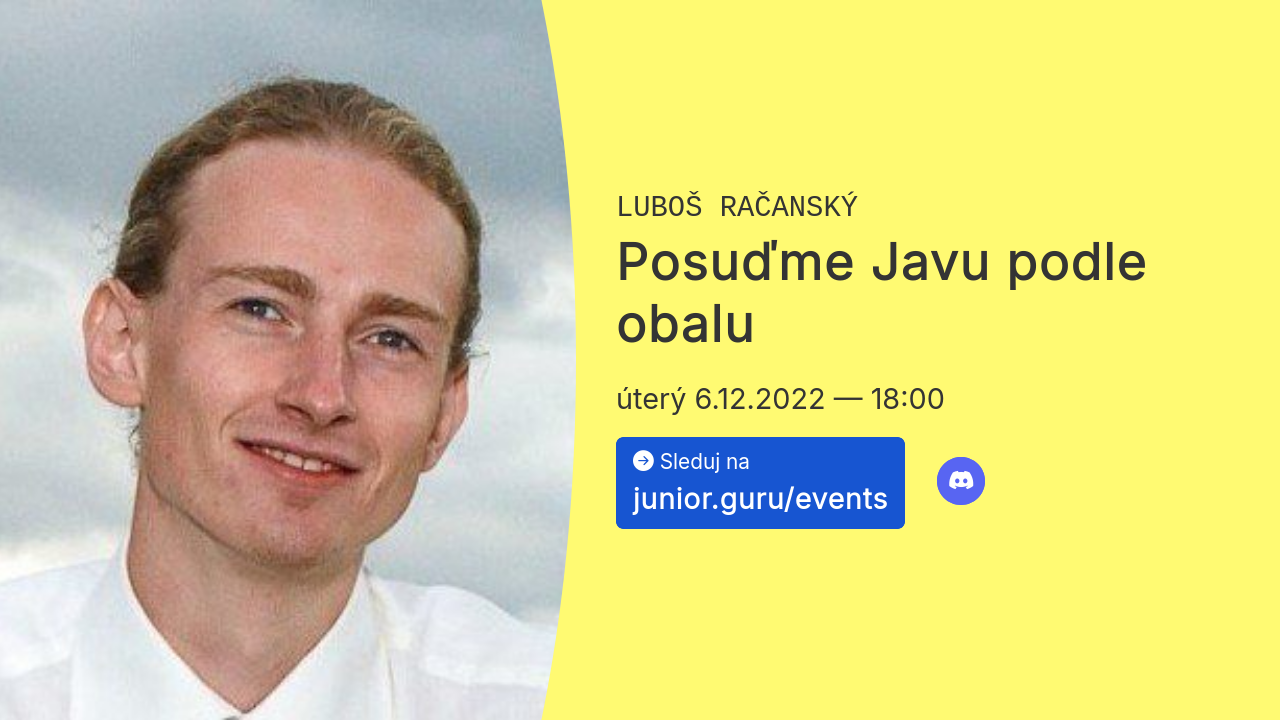 LUBOŠ RAČANSKÝ
Posuďme Javu podle
obalu
úterý 6.12.2022 — 18:00
Sleduj na
junior.guru/events